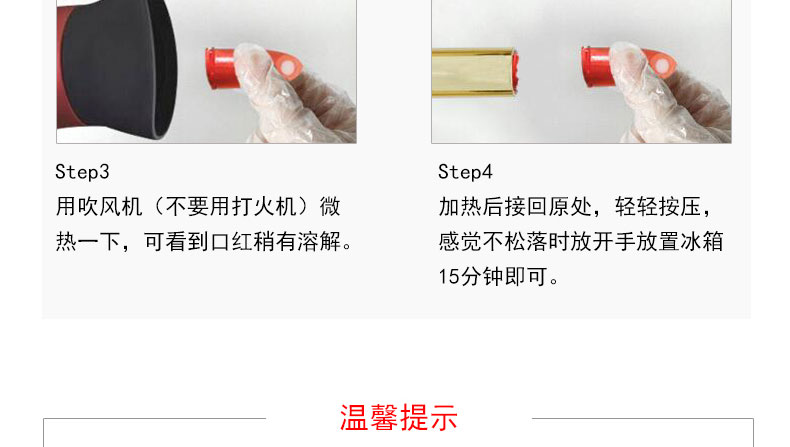 Step3
用吹风机（不要用打火机）微
热一下，可看到口红稍有溶解。
Step4
加热后接回原处，轻轻按压，
感觉不松落时放开手放置冰箱
15分钟即可。
温馨提示